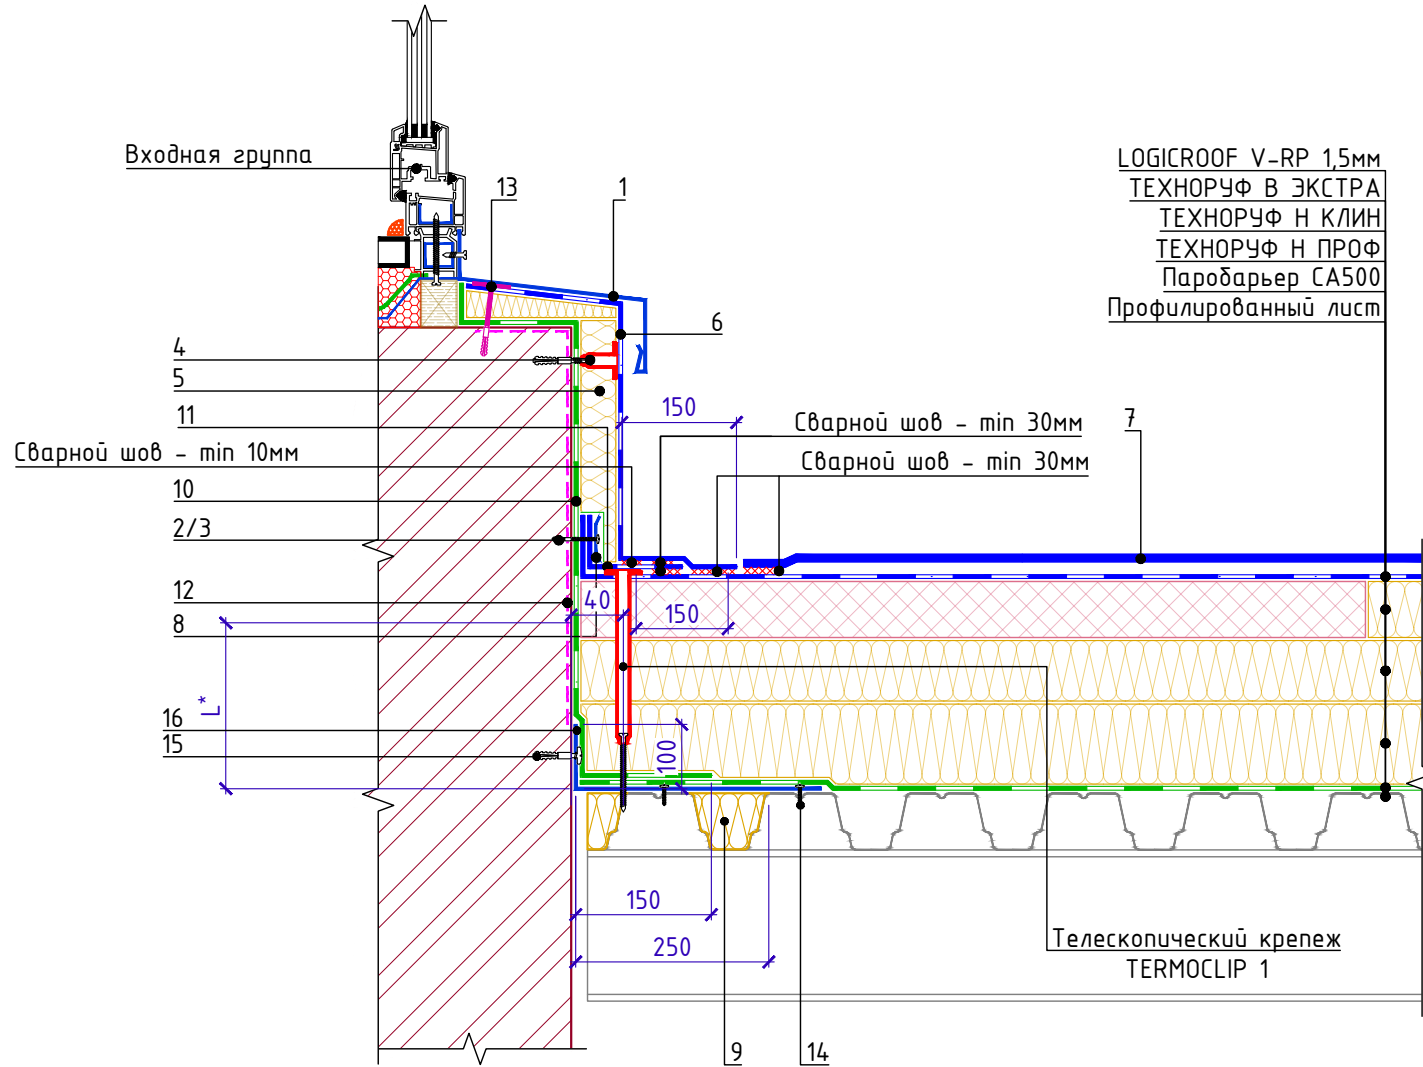 Входная группа
13
1
LOGICROOF V-RP 1,5мм
ТЕХНОРУФ В ЭКСТРА
ТЕХНОРУФ Н КЛИН
ТЕХНОРУФ Н ПРОФ
Паробарьер СА500
Профилированный лист
6
4
5
11
150
Сварной шов - min 30мм
7
Сварной шов - min 10мм
Сварной шов - min 30мм
10
2/3
12
40
150
8
L*
16
15
100
150
250
Телескопический крепеж
TERMOCLIP 1
9
14